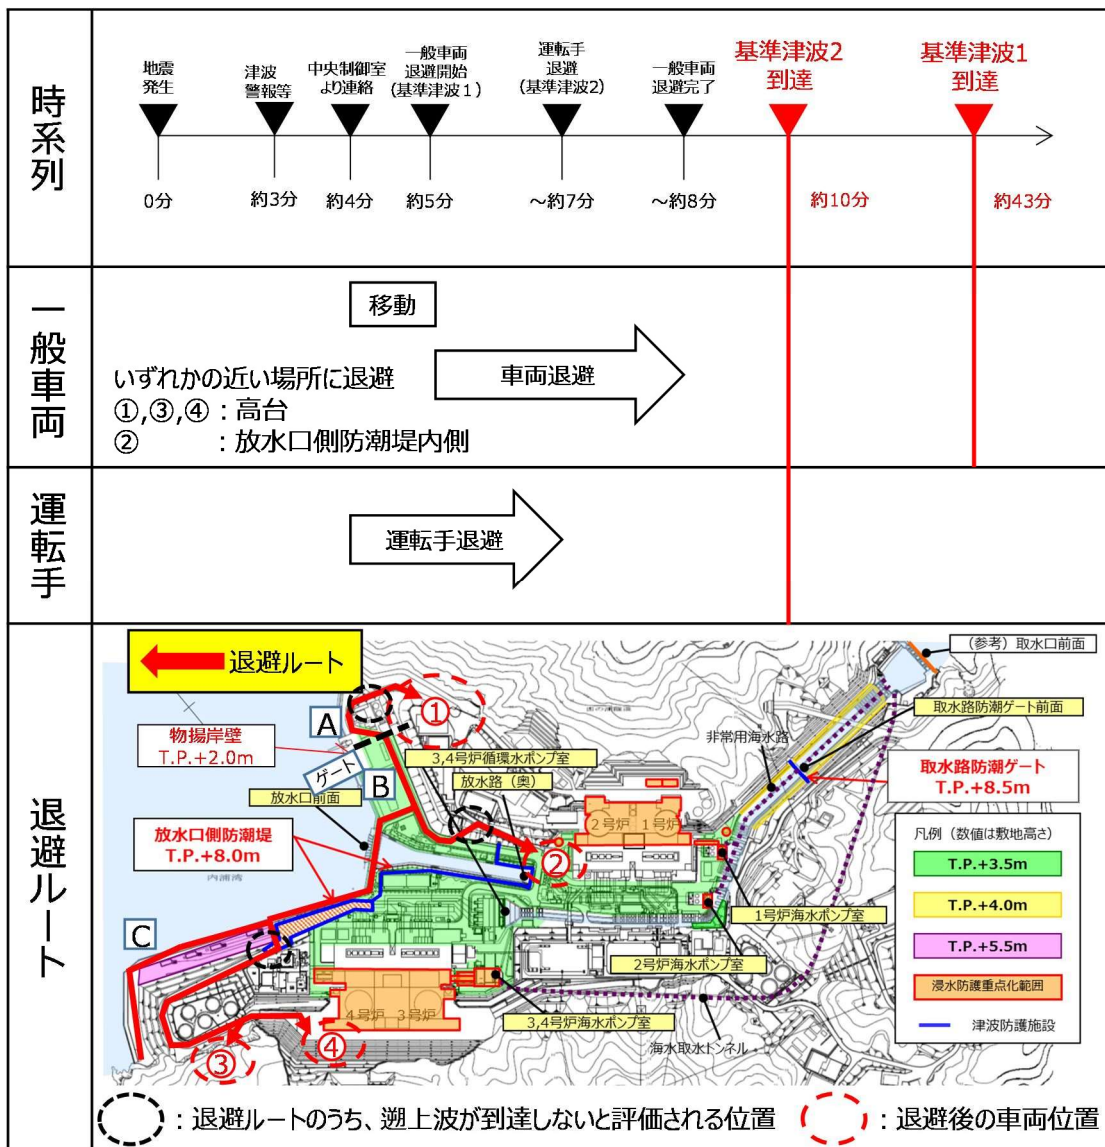 時系列
地震
発生
津波
警報等
中央制御室
より連絡
一般車両
退避開始
(基準津波１)
運転手
退避
(基準津波2)
一般車両
退避完了
基準津波2
到達
基準津波1
到達
0分
約3分
約4分
約5分
～約7分
～約8分
約10分
約43分
一般車両
移動
車両退避
いずれかの近い場所に退避
①,③,④：高台
②　　　：放水口側防潮堤内側
運転手
運転手退避
退避ルート
退避ルート
（参考）取水口前面
A
①
物揚岸壁
T.P.+2.0m
ゲート
3,4号炉循環水ポンプ室
非常用海水路
取水路防潮ゲート前面
B
放水口前面
放水路（奥）
取水路防潮ゲート
T.P.+8.5m
2号炉
1号炉
放水口側防潮堤
T.P.+8.0m
内浦湾
②
凡例（数値は敷地高さ）
T.P.+3.5m
T.P.+4.0m
T.P.+5.5m
浸水防護重点化範囲
津波防護施設
C
1号炉海水ポンプ室
2号炉海水ポンプ室
4号炉
3号炉
3,4号炉海水ポンプ室
海水取水トンネル
③
④
：退避ルートのうち、遡上波が到達しないと評価される位置
：退避後の車両位置